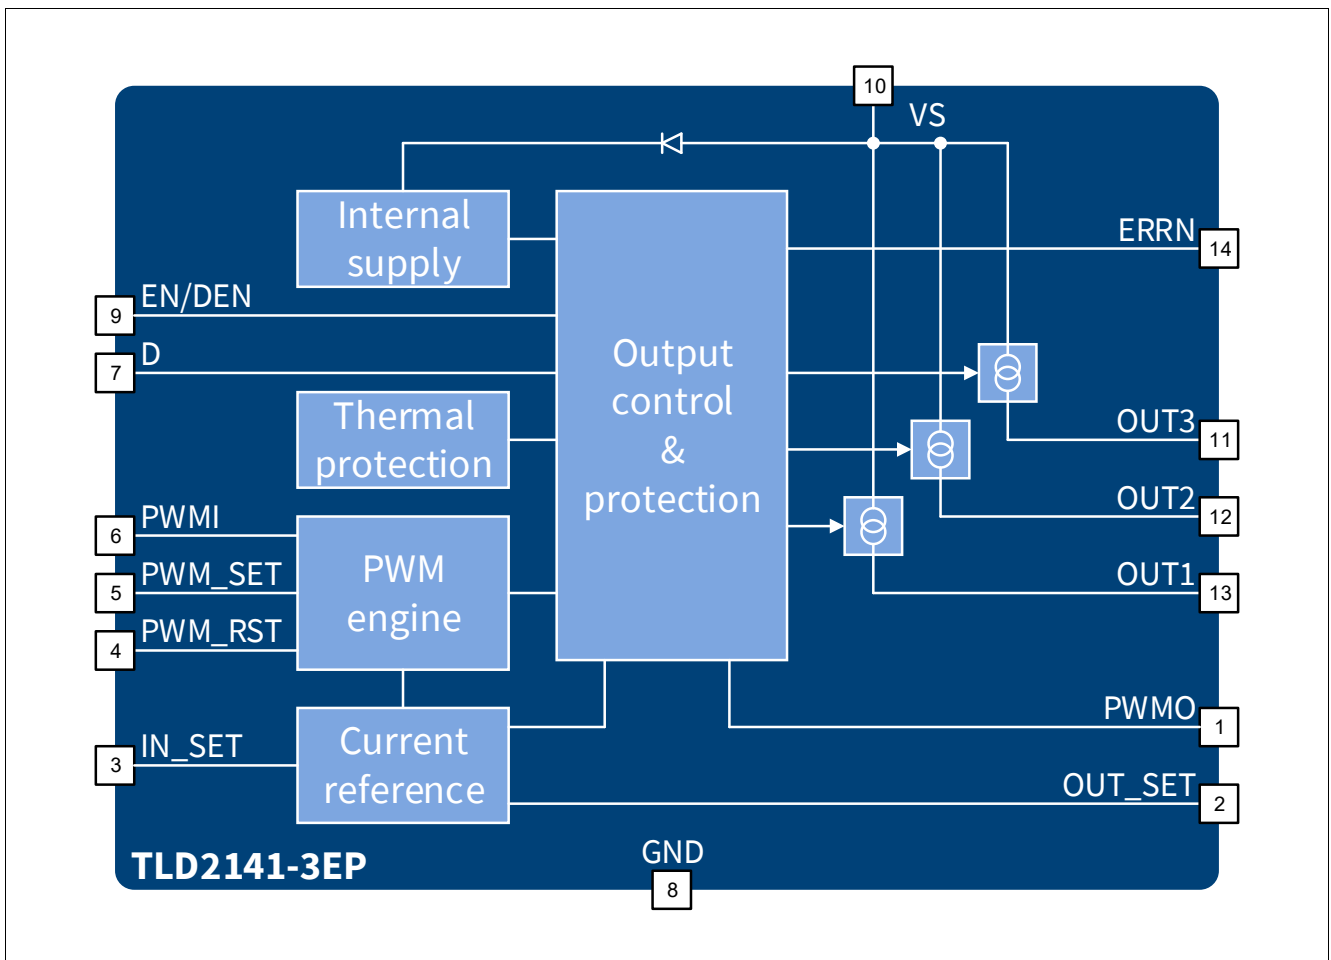 10
VS
Internal
supply
ERRN
14
EN/DEN
9
D
7
Output
control
&
protection
Thermal
protection
OUT3
11
OUT2
12
PWMI
6
PWM_SET
5
PWM_RST
4
PWM
engine
OUT1
13
PWMO
1
IN_SET
3
Current
reference
OUT_SET
2
TLD2141-3EP
GND
8